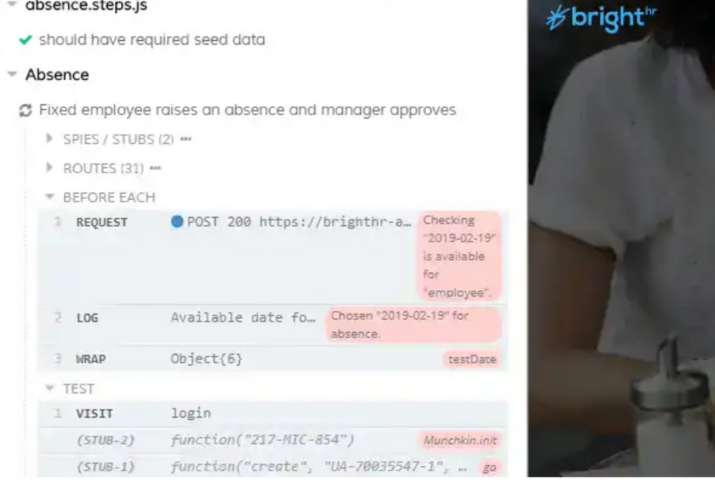 absence.steps.js
should have required seed data
Absence
Fixed employee raises an absence and manager approves
SPIES / STUBS (2) •••
ROUTES (31) •••
BEFORE EACH
1 REQUEST POST 200 https://brighthr-a… Checking
"2019-02-19"
is available
for
"employee".
2 LOG Available date fo… Chosen "2019-02-19" for
absence.
3 WRAP Object{6} testDate
TEST
1 VISIT login
(STUB-2) function("217-MIC-854") Munchkin.init
(STUB-1) function("create", "UA-70035547-1", … ga
brighthr